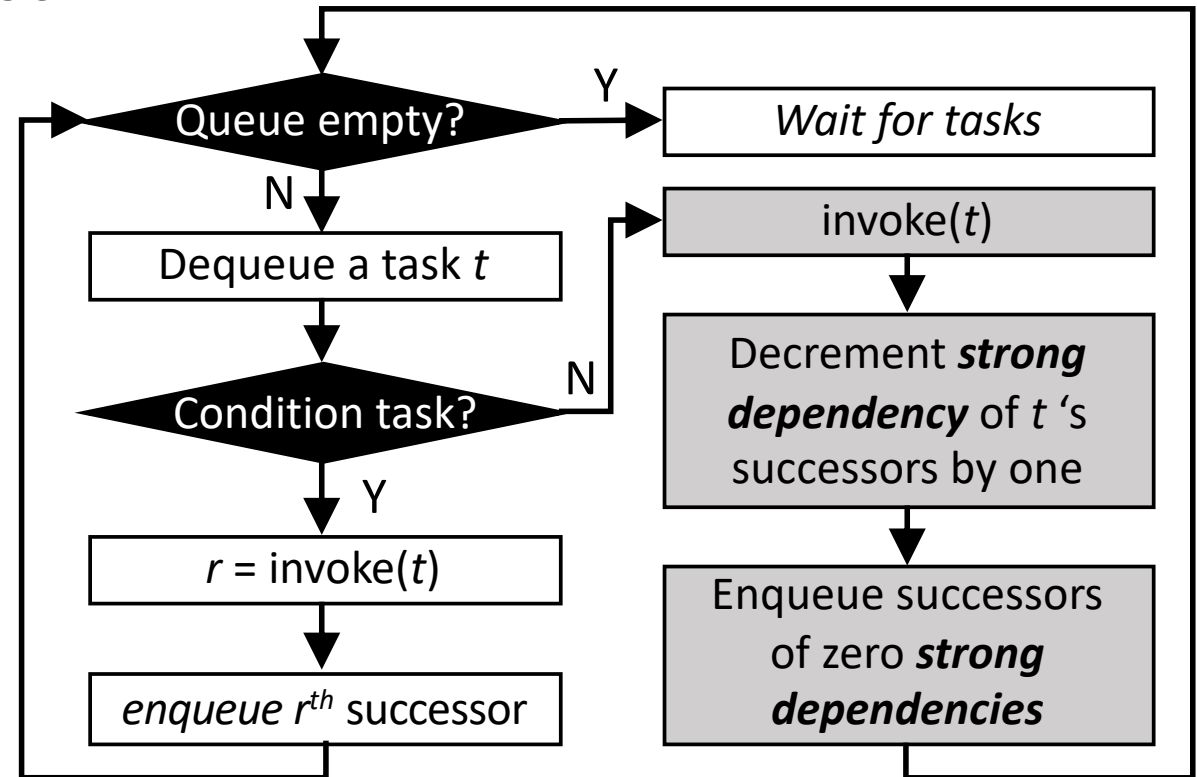 Queue empty?
Y
Wait for tasks
N
Dequeue a task t
Condition task?
Y
r = invoke(t)
enqueue rth successor
N
invoke(t)
Decrement strong
dependency of t ‘s
successors by one
Enqueue successors
of zero strong
dependencies